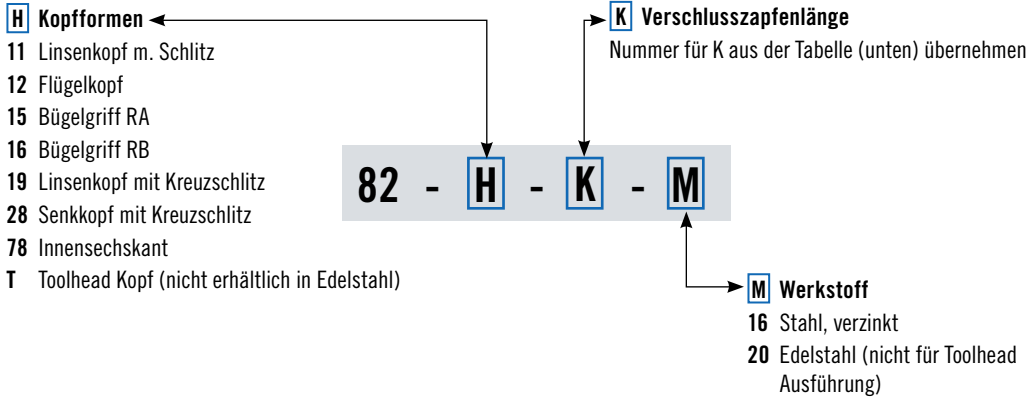 H Kopfformen
11 Linsenkopf m. Schlitz
12 Flügelkopf
15 Bügelgriff RA
16 Bügelgriff RB
19 Linsenkopf mit Kreuzschlitz
28 Senkkopf mit Kreuzschlitz
78 Innensechskant
T Toolhead Kopf (nicht erhältlich in Edelstahl)
K Verschlusszapfenlänge
Nummer für K aus der Tabelle (unten) übernehmen
82 - H - K - M
M Werkstoff
16 Stahl, verzinkt
20 Edelstahl (nicht für Toolhead
Ausführung)